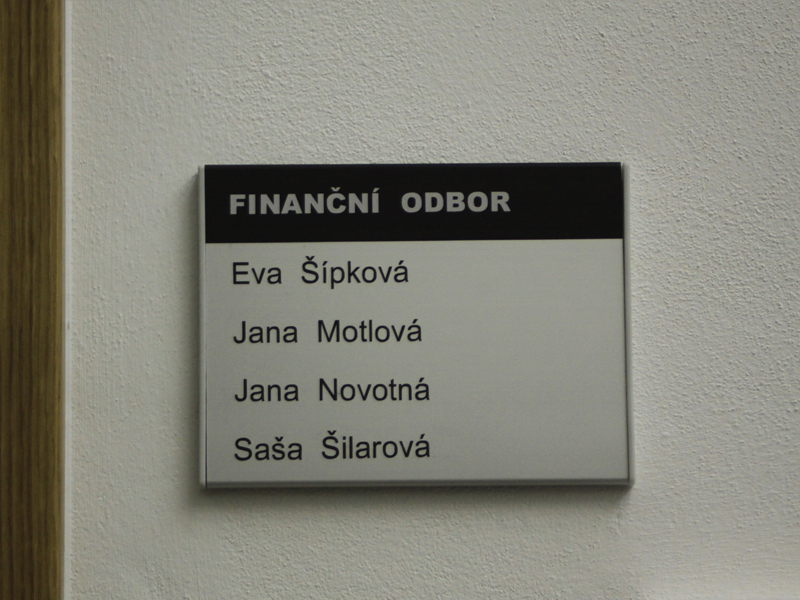 FINANČNÍ ODBOR
Eva Šípková
Jana Motlová
Jana Novotná
Saša Šilarová